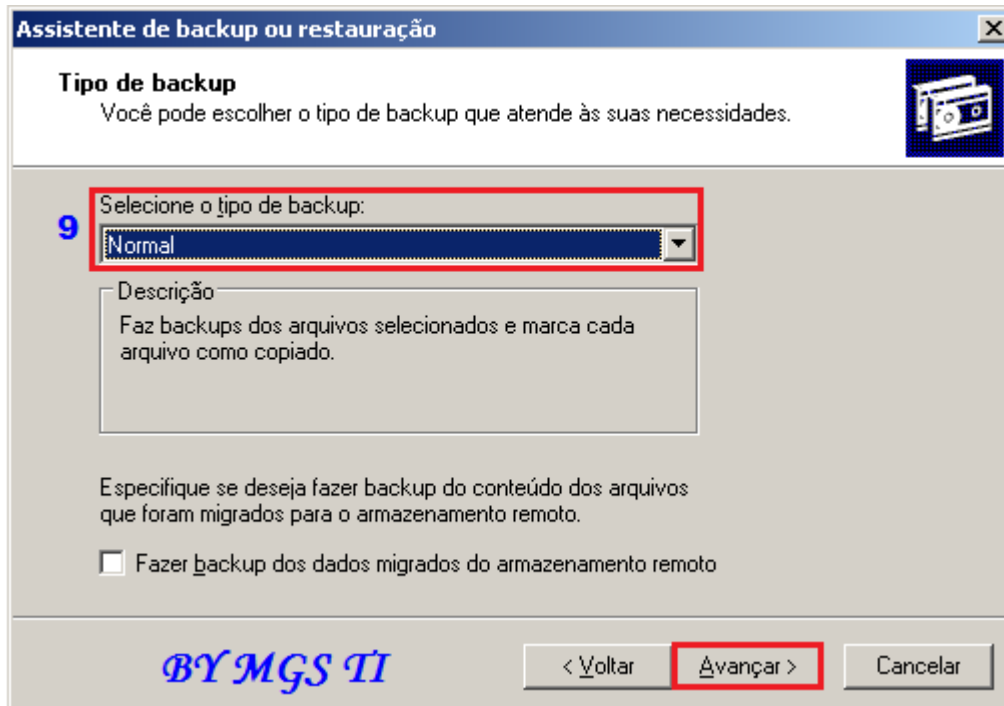 Assistente de backup ou restauração
Tipo de backup
Você pode escolher o tipo de backup que atende às suas necessidades.
9
Selecione o tipo de backup:
Normal
Descrição
Faz backups dos arquivos selecionados e marca cada
arquivo como copiado.
Especifique se deseja fazer backup do conteúdo dos arquivos
que foram migrados para o armazenamento remoto.
Fazer backup dos dados migrados do armazenamento remoto
BY MGS TI
< Voltar
Avançar >
Cancelar